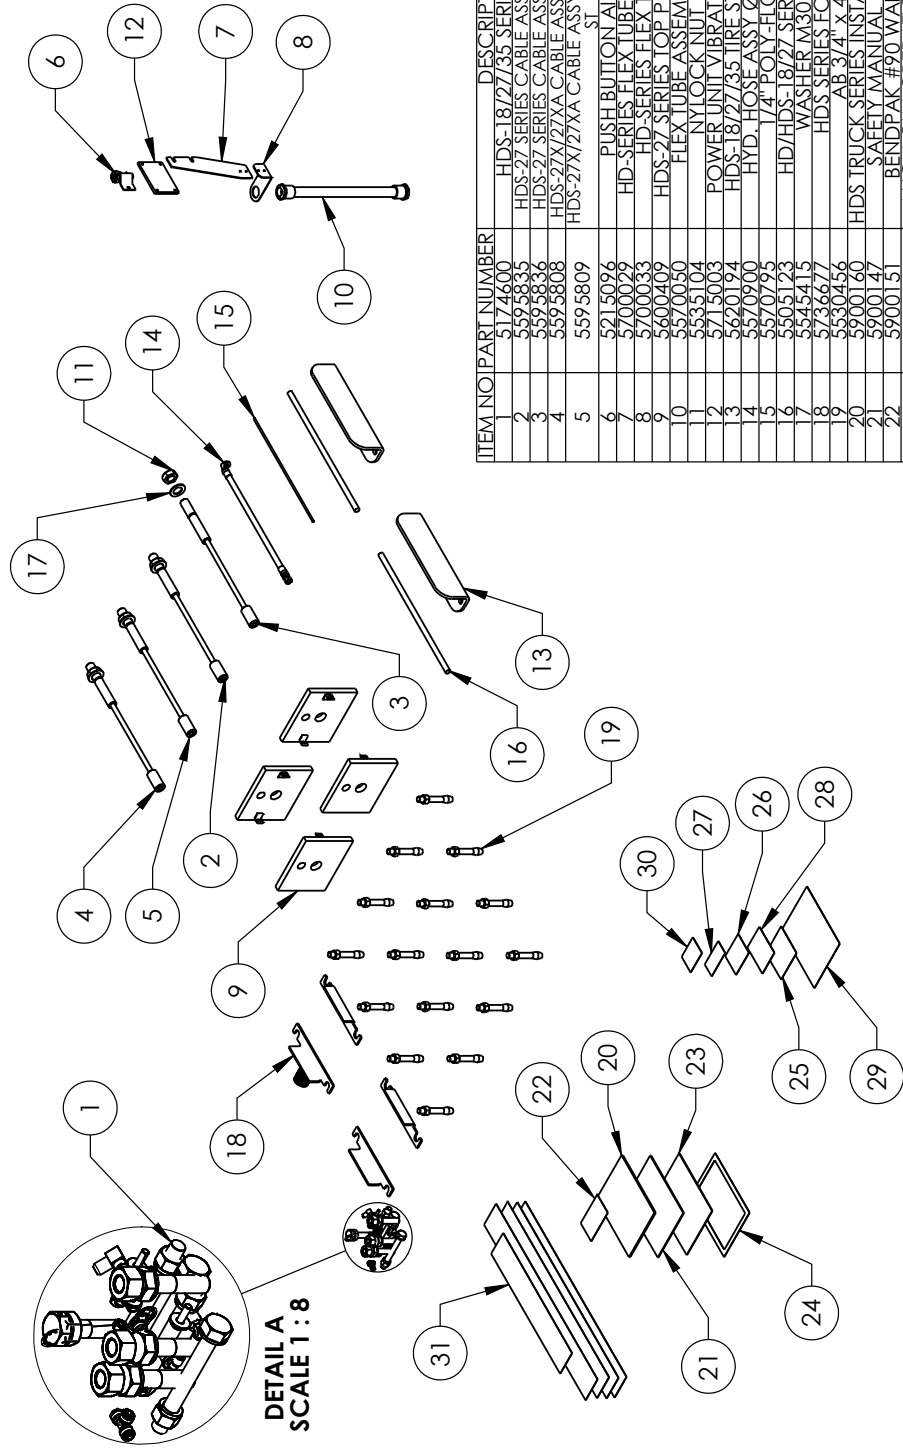 6
12
7
8
10
11
14
15
17
4
5
2
3
9
16
13
19
18
1
DETAIL A
SCALE 1 : 8
30
27
26
28
25
29
22
20
23
21
24
31
ITEM NO PART NUMBER DESCRIPT
1 5174600 HDS-18/27/35 SERI
2 5595835 HDS-27 SERIES CABLE ASS
3 5595836 HDS-27 SERIES CABLE ASS
4 5595808 HDS-27X/27XA CABLE ASS
5 5595809 HDS-27X/27XA CABLE ASSY
ST
6 5215096 PUSH BUTTON AI
7 5700029 HD-SERIES FLEX TUBE
8 5700033 HD-SERIES FLEX T
9 5600409 HDS-27 SERIES TOP P
10 5570050 FLEX TUBE ASSEM
11 5535104 NYLOCK NUT
12 5715003 POWER UNIT VIBRAT
13 5620194 HDS-18/27/35 TIRE ST
14 5570900 HYD. HOSE ASSY Ø
15 5570795 1/4" POLY-FLO
16 5505123 HD/HDS-18/27 SER
17 5545415 WASHER M30
18 5736677 HDS SERIES FO
19 5530456 AB 3/4" x 4
20 5900160 HDS TRUCK SERIES INSTA
21 5900147 SAFETY MANUAL,
22 5900151 BENDPAK #90 WAR